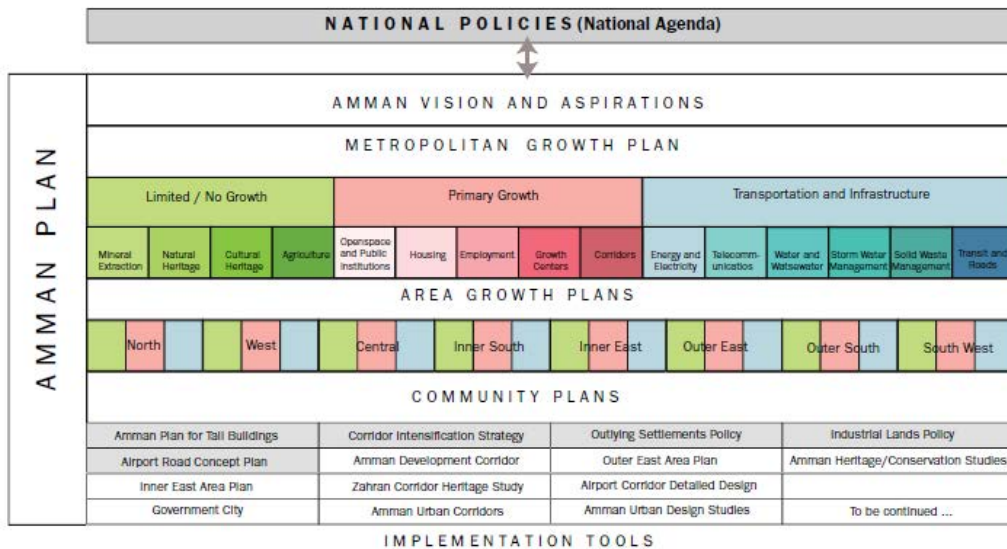 NATIONAL POLICIES (National Agenda)
AMMAN PLAN
AMMAN VISION AND ASPIRATIONS
METROPOLITAN GROWTH PLAN
Limited / No Growth
Primary Growth
Transportation and Infrastructure
Mineral
Extraction
Natural
Heritage
Cultural
Heritage
Agriculture
Openspace
and Public
Institutions
Housing
Employment
Growth
Centers
Corridors
Energy and
Electricity
Telecomm-
unicatios
Water and
Watsewater
Storm Water
Management
Solid Waste
Management
Transit and
Roads
AREA GROWTH PLANS
North
West
Central
Inner South
Inner East
Outer East
Outer South
South West
COMMUNITY PLANS
Amman Plan for Tall Buildings
Corridor Intensification Strategy
Outlying Settlements Policy
Industrial Lands Policy
Airport Road Concept Plan
Amman Development Corridor
Outer East Area Plan
Amman Heritage/Conservation Studies
Inner East Area Plan
Zahran Corridor Heritage Study
Airport Corridor Detailed Design
Government City
Amman Urban Corridors
Amman Urban Design Studies
To be continued ...
IMPLEMENTATION TOOLS